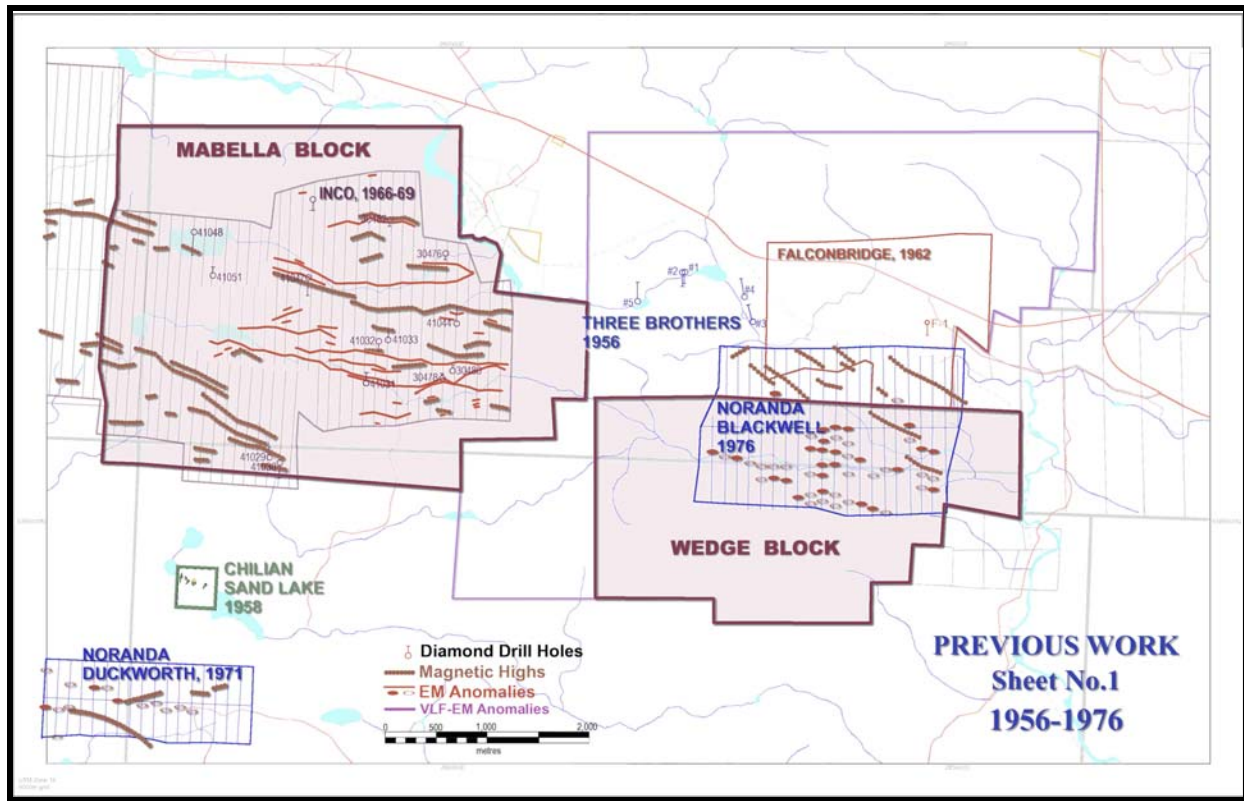 MABELLA BLOCK
INCO, 1966-69
41048
30476
41051
FALCONBRIDGE, 1962
#2
#1
#4
#5
#3
F-1
THREE BROTHERS
1956
41044
41032
41033
30478
30480
41031
NORANDA
BLACKWELL
1976
41029
WEDGE BLOCK
CHILIAN
SAND LAKE
1958
NORANDA
DUCKWORTH, 1971
Diamond Drill Holes
Magnetic Highs
EM Anomalies
VLF-EM Anomalies
0 500 1,000 2,000
metres
PREVIOUS WORK
Sheet No.1
1956-1976